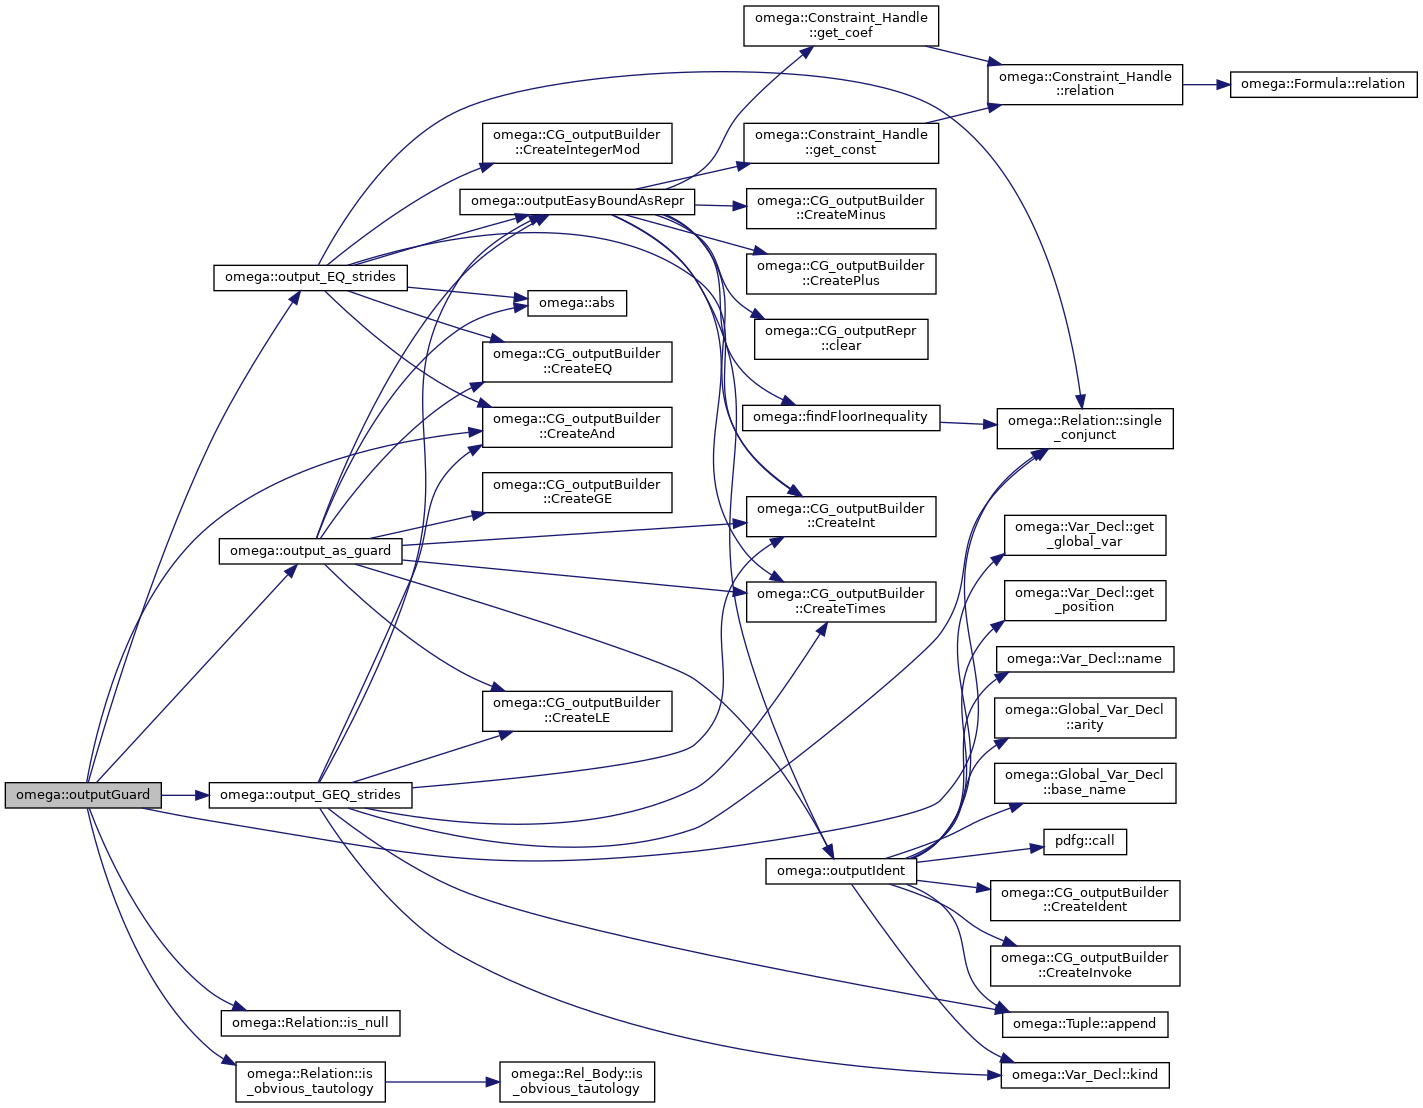 omega::Constraint_Handle
::get_coef
omega::Constraint_Handle
::relation
omega::Formula::relation
omega::CG_outputBuilder
::CreateIntegerMod
omega::Constraint_Handle
::get_const
omega::outputEasyBoundAsRepr
omega::CG_outputBuilder
::CreateMinus
omega::output_EQ_strides
omega::CG_outputBuilder
::CreatePlus
omega::abs
omega::CG_outputRepr
::clear
omega::CG_outputBuilder
::CreateEQ
omega::CG_outputBuilder
::CreateAnd
omega::findFloorInequality
omega::Relation::single
_conjunct
omega::CG_outputBuilder
::CreateGE
omega::CG_outputBuilder
::CreateInt
omega::Var_Decl::get
_global_var
omega::output_as_guard
omega::CG_outputBuilder
::CreateTimes
omega::Var_Decl::get
_position
omega::Var_Decl::name
omega::CG_outputBuilder
::CreateLE
omega::Global_Var_Decl
::arity
omega::outputGuard
omega::output_GEQ_strides
omega::Global_Var_Decl
::base_name
pdfg::call
omega::outputIdent
omega::CG_outputBuilder
::CreateIdent
omega::CG_outputBuilder
::CreateInvoke
omega::Relation::is_null
omega::Tuple::append
omega::Relation::is
_obvious_tautology
omega::Rel_Body::is
_obvious_tautology
omega::Var_Decl::kind